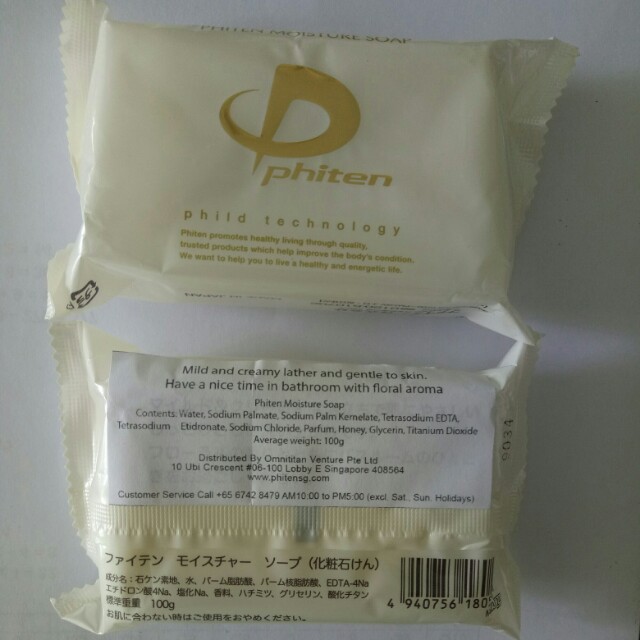 PHITEN MOISTURE SOAP
phiten
phild technology
Phiten promotes healthy living through quality,
trusted products which help improve the body's condition.
We want to help you to live a healthy and energetic life.
Mild and creamy lather and gentle to skin.
Have a nice time in bathroom with floral aroma
Phiten Moisture Soap
Contents: Water, Sodium Palmate, Sodium Palm Kernelate, Tetrasodium EDTA,
Tetrasodium Etidronate, Sodium Chloride, Parfum, Honey, Glycerin, Titanium Dioxide
Average weight: 100g
Distributed By Omnititan Venture Pte Ltd
10 Ubi Crescent #06-100 Lobby E Singapore 408564
www.phitensg.com
Customer Service Call +65 6742 8479 AM10:00 to PM5:00 (excl. Sat., Sun. Holidays)
ファイテン モイスチャー ソープ (化粧石けん)
成分名:石ケン素地、水、パーム脂肪酸、パーム核脂肪酸、EDTA-4Na
エチドロン酸4Na、塩化Na、香料、ハチミツ、グリセリン、酸化チタン
標準重量 100g
お肌に合わない時はご使用をおやめください。
4 940756 180